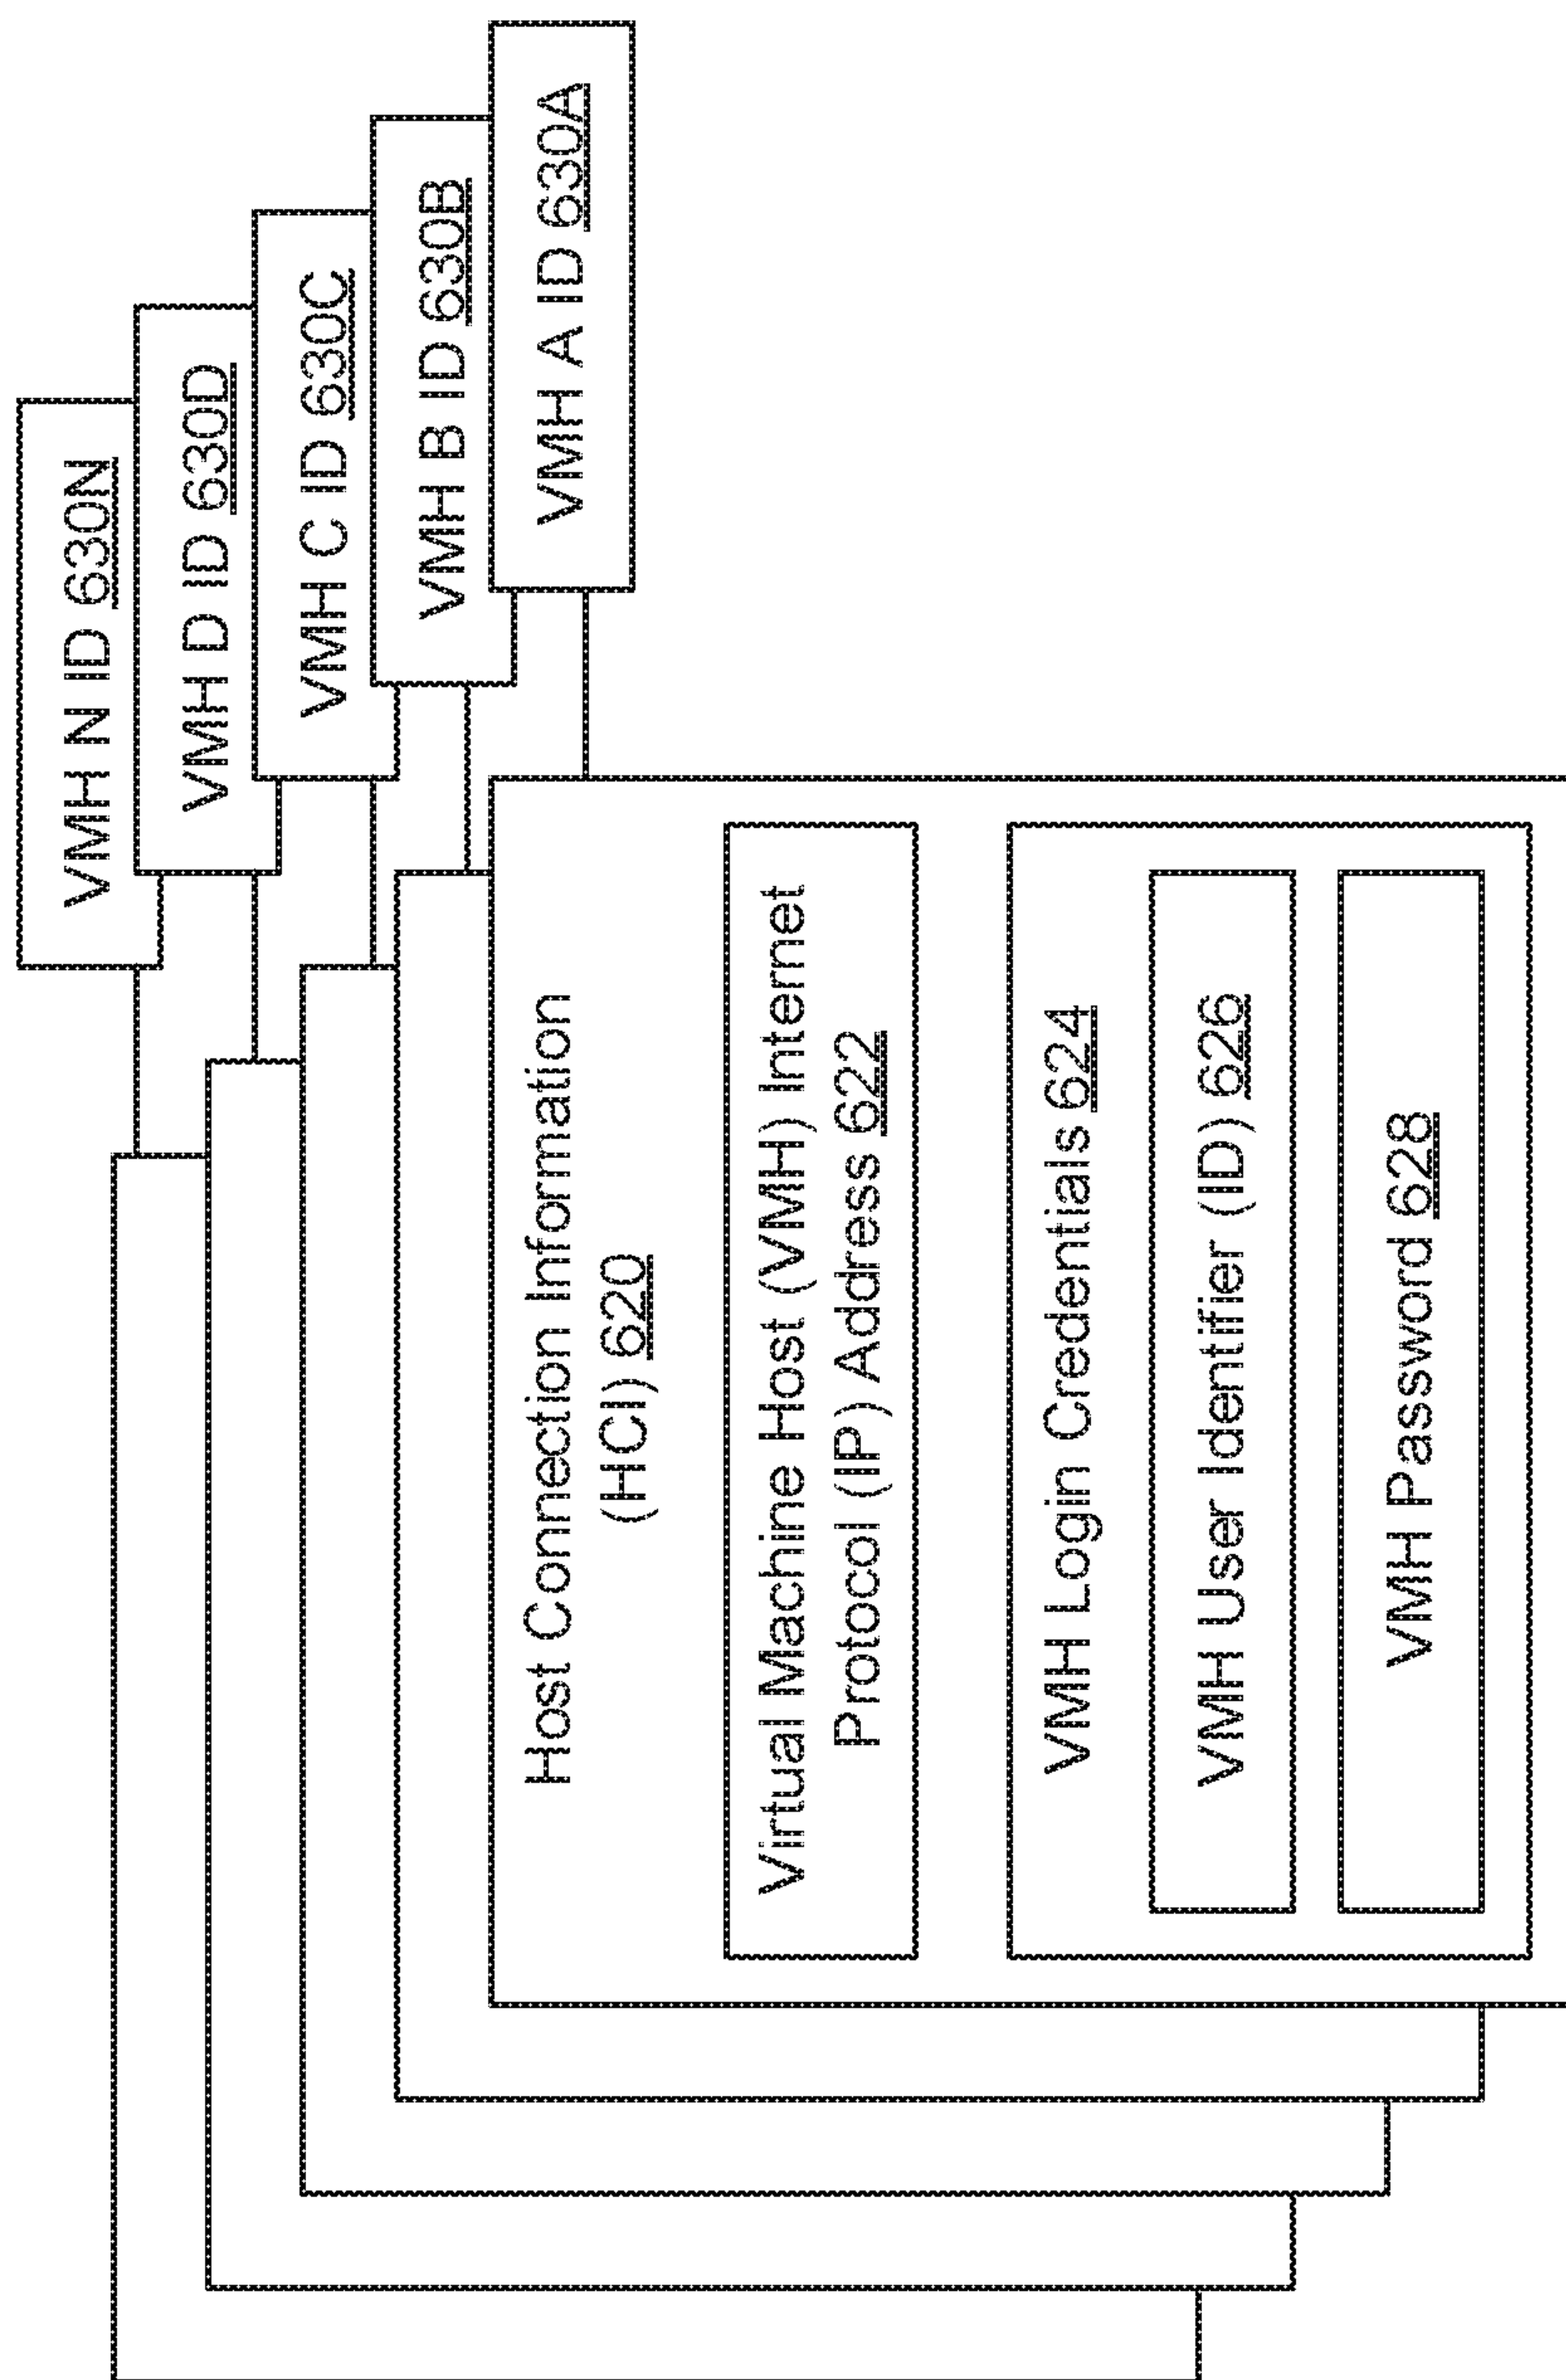 VMH N ID 630N
VMH D ID 630D
VMH C ID 630C
VMH B ID 630B
VMH A ID 630A
Host Connection Information
(HCI) 620
Virtual Machine Host (VMH) Internet
Protocol (IP) Address 622
VMH Login Credentials 624
VMH User Identifier (ID) 626
VMH Password 628